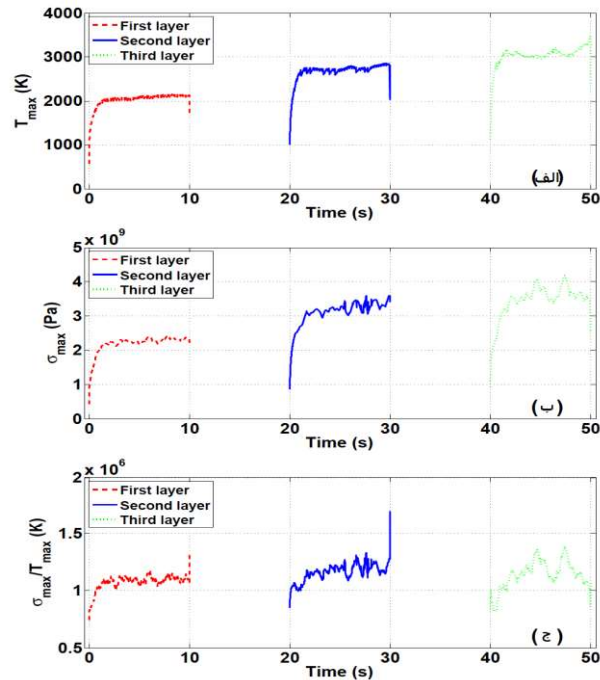 4000
3000
2000
1000
0
T_max (K)
First layer
Second layer
Third layer
(الف)
0 10 20 30 40 50
Time (s)
x 10^9
5
4
3
2
1
0
σ_max (Pa)
First layer
Second layer
Third layer
(ب)
0 10 20 30 40 50
Time (s)
x 10^6
2
1.5
1
0.5
σ_max/T_max (K)
First layer
Second layer
Third layer
(ج)
0 10 20 30 40 50
Time (s)